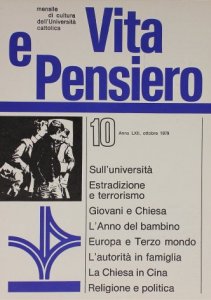 mensile
di cultura
dell'Università
cattolica
Vita
e
Pensiero
10
Anno LXII, ottobre 1979
Sull'università
Estradizione
e terrorismo
Giovani e Chiesa
L'Anno del bambino
Europa e Terzo mondo
L'autorità in famiglia
La Chiesa in Cina
Religione e politica